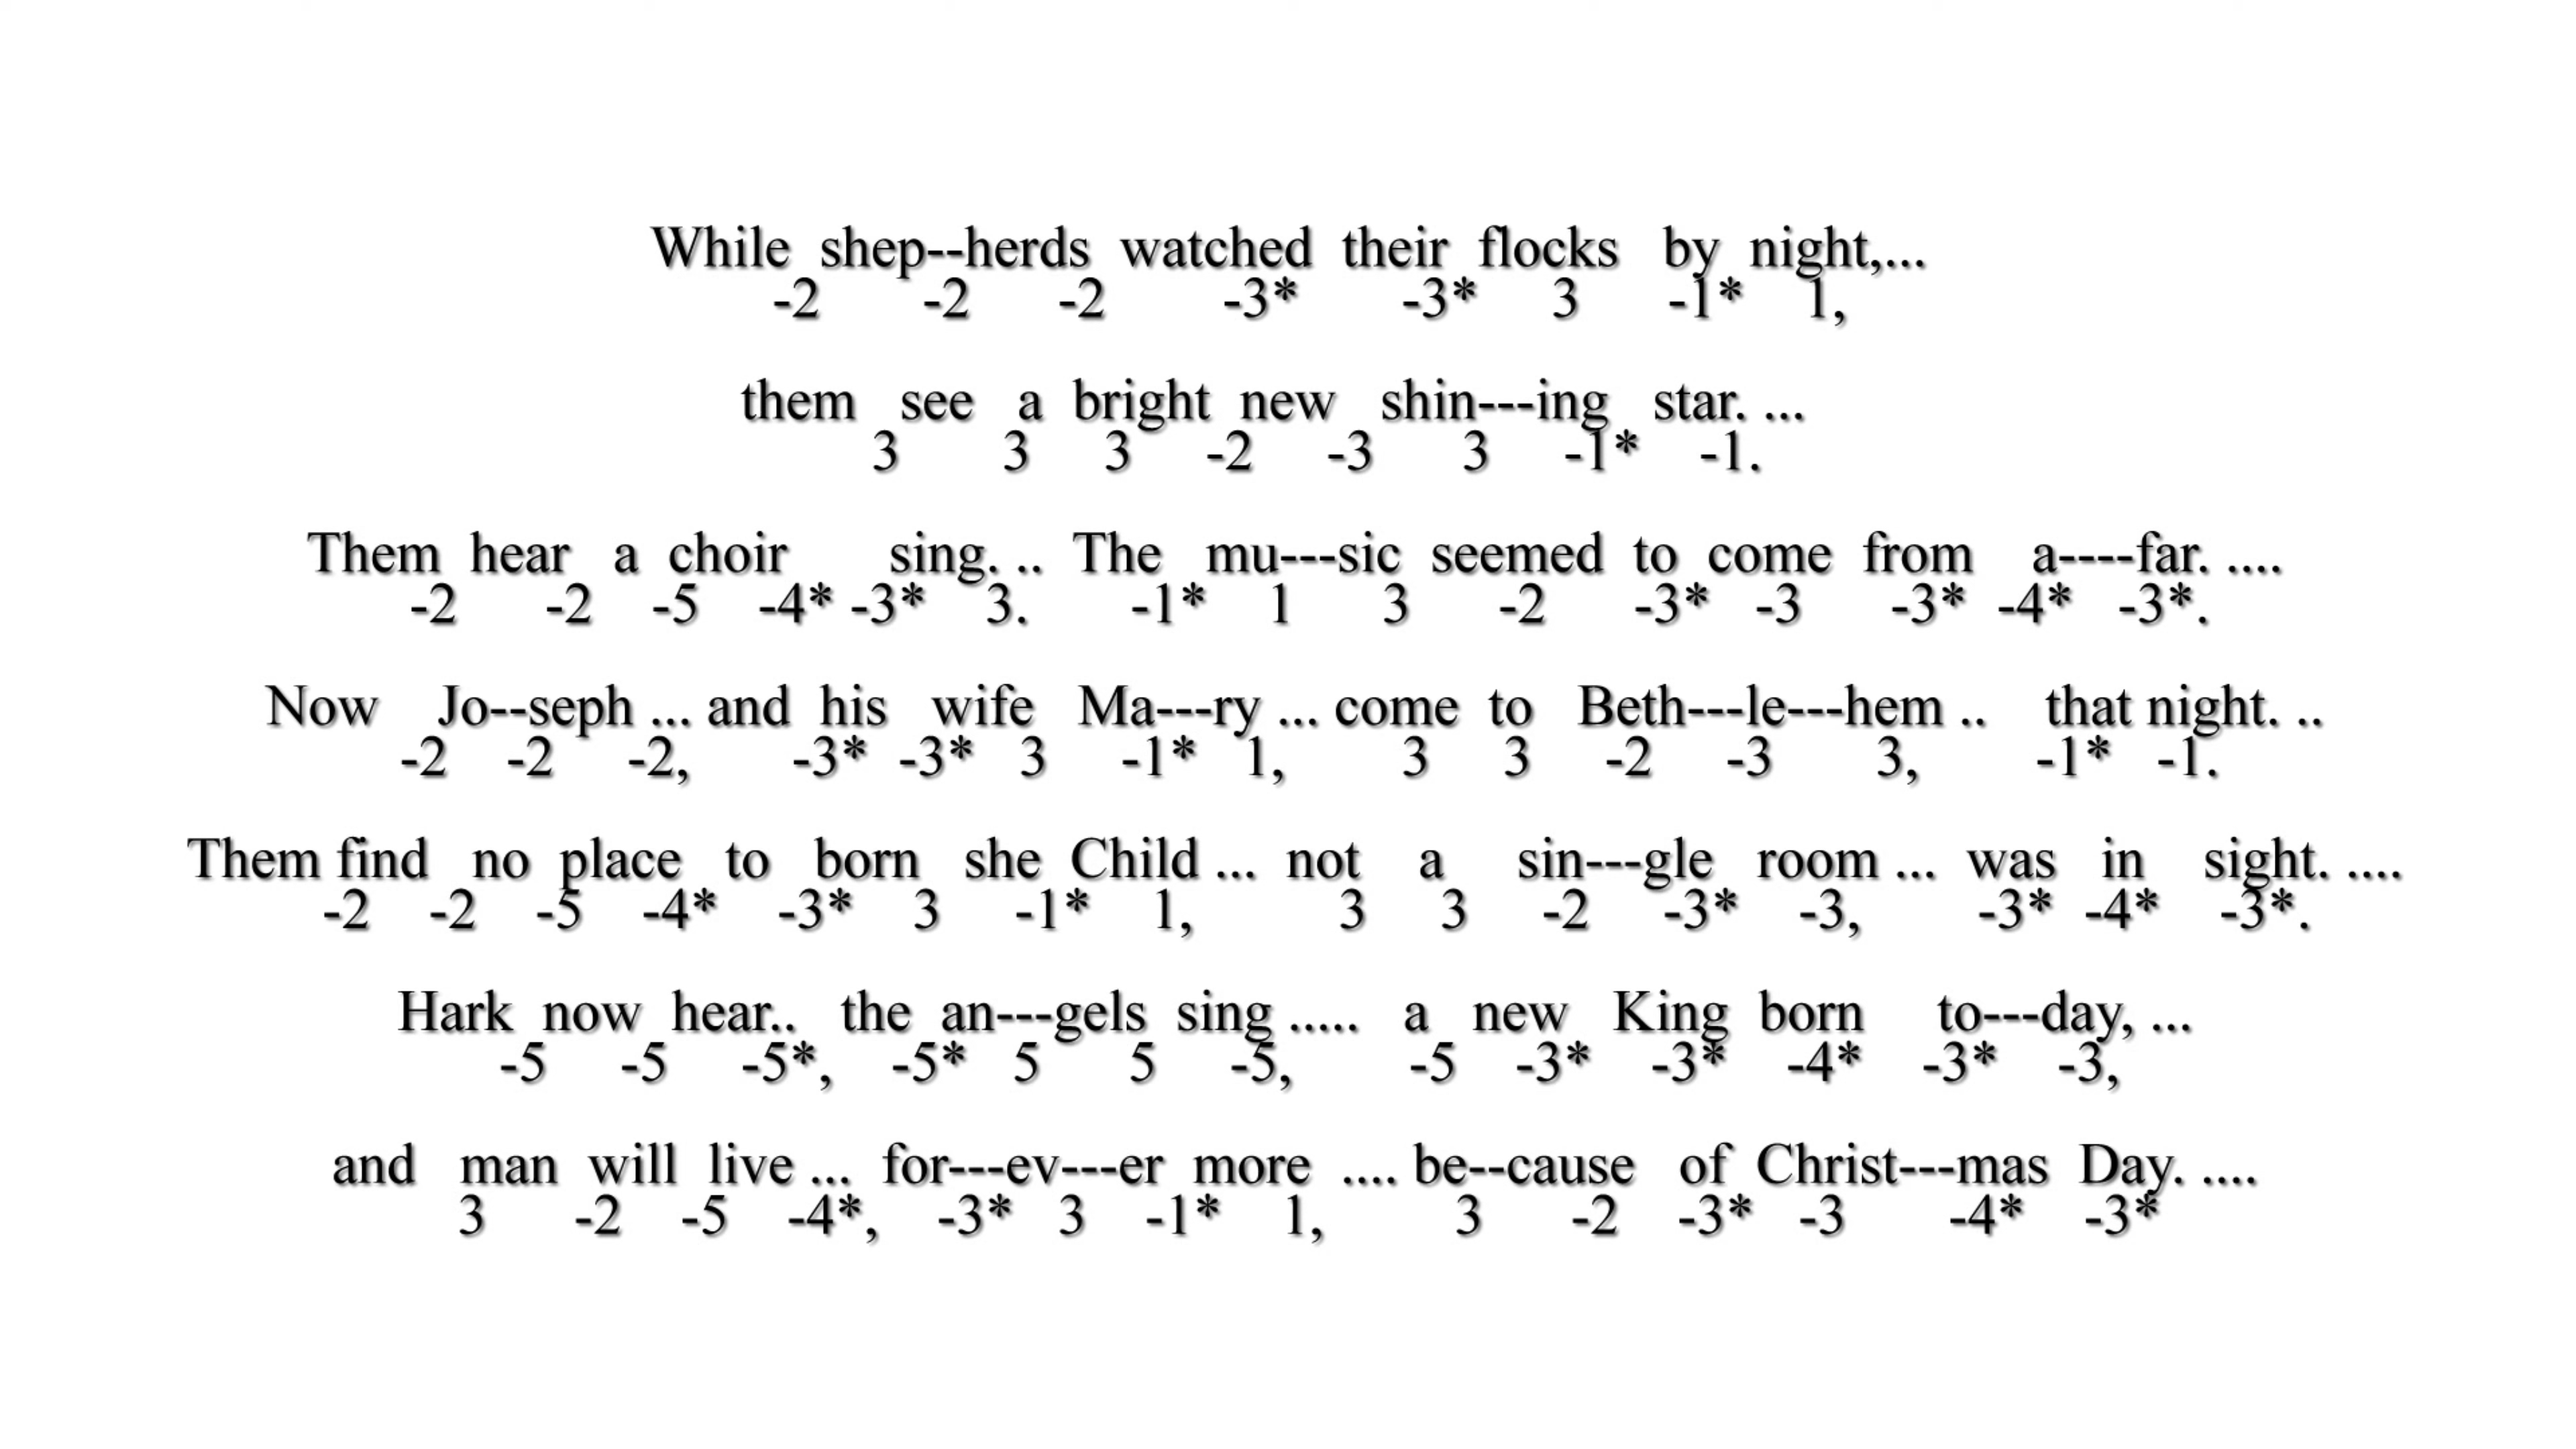 While shep--herds watched their flocks by night,...
-2 -2 -2 -3* -3* 3 -1* 1,
them see a bright new shin---ing star. ...
3 3 3 -2 -3 3 -1* -1.
Them hear a choir sing. .. The mu---sic seemed to come from a----far. ....
-2 -2 -5 -4* -3* 3. -1* 1 3 -2 -3* -3 -3* -4* -3*.
Now Jo--seph ... and his wife Ma---ry ... come to Beth---le---hem .. that night. ..
-2 -2 -2, -3* -3* 3 -1* 1, 3 3 -2 -3 3, -1* -1.
Them find no place to born she Child ... not a sin---gle room ... was in sight. ....
-2 -2 -5 -4* -3* 3 -1* 1, 3 3 -2 -3* -3, -3* -4* -3*.
Hark now hear.. the an---gels sing ..... a new King born to---day, ...
-5 -5 -5*, -5* 5 5 -5, -5 -3* -3* -4* -3* -3,
and man will live ... for---ev---er more .... be--cause of Christ---mas Day. ....
3 -2 -5 -4*, -3* 3 -1* 1, 3 -2 -3* -3 -4* -3*